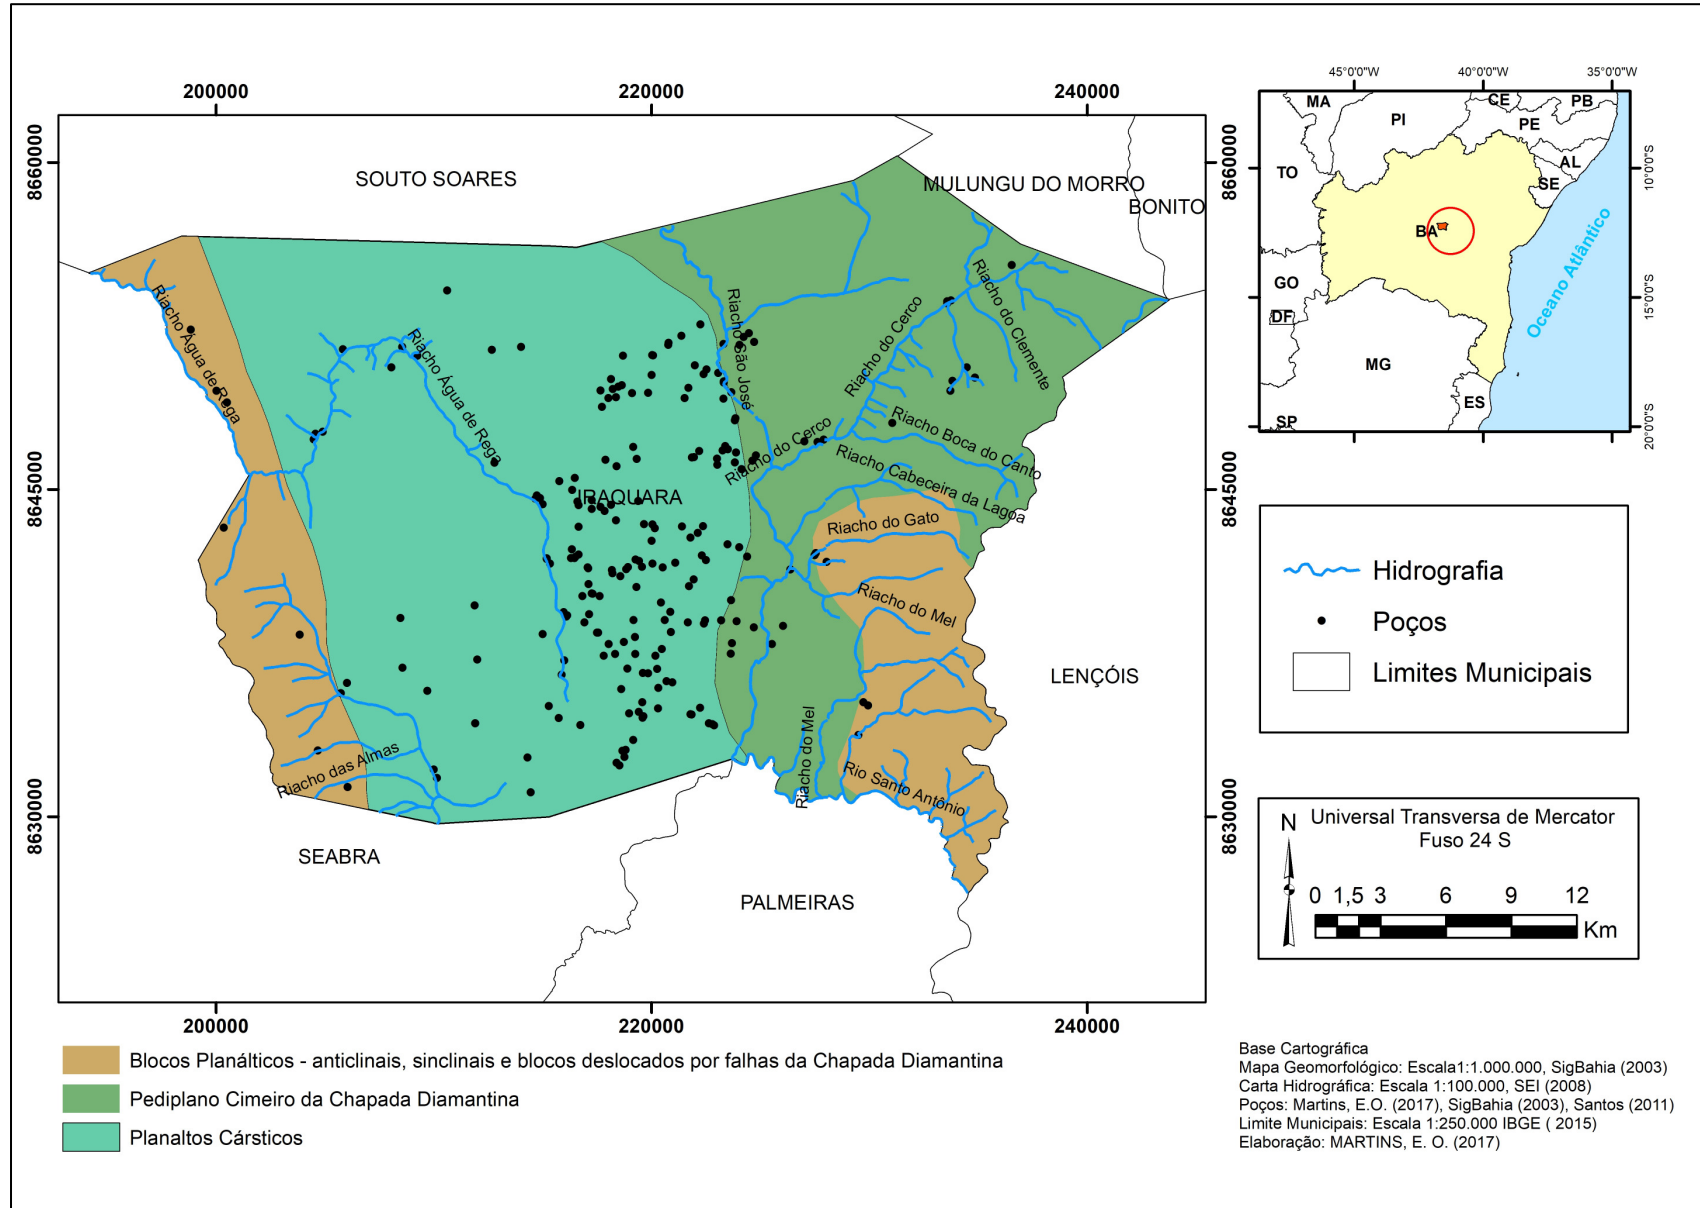 200000
220000
240000
8660000
8645000
8630000
8660000
8645000
8630000
200000
220000
240000
SOUTO SOARES
MULUNGU DO MORRO
BONITO
IRAQUARA
LENÇÓIS
SEABRA
PALMEIRAS
Riacho Água de Rega
Riacho Água de Rega
Riacho São José
Riacho do Cerco
Riacho do Cerco
Riacho do Clemente
Riacho Boca do Canto
Riacho Cabeceira da Lagoa
Riacho do Gato
Riacho do Mel
Riacho do Mel
Rio Santo Antônio
Riacho das Almas
45°0'0"W
40°0'0"W
35°0'0"W
10°0'0"S
15°0'0"S
20°0'0"S
MA
PI
CE
PB
PE
AL
SE
TO
BA
GO
DF
MG
ES
SP
Oceano Atlântico
Hidrografia
Poços
Limites Municipais
Universal Transversa de Mercator
Fuso 24 S
N
0 1,5 3 6 9 12
Km
Blocos Planálticos - anticlinais, sinclinais e blocos deslocados por falhas da Chapada Diamantina
Pediplano Cimeiro da Chapada Diamantina
Planaltos Cársticos
Base Cartográfica
Mapa Geomorfológico: Escala1:1.000.000, SigBahia (2003)
Carta Hidrográfica: Escala 1:100.000, SEI (2008)
Poços: Martins, E.O. (2017), SigBahia (2003), Santos (2011)
Limite Municipais: Escala 1:250.000 IBGE ( 2015)
Elaboração: MARTINS, E. O. (2017)